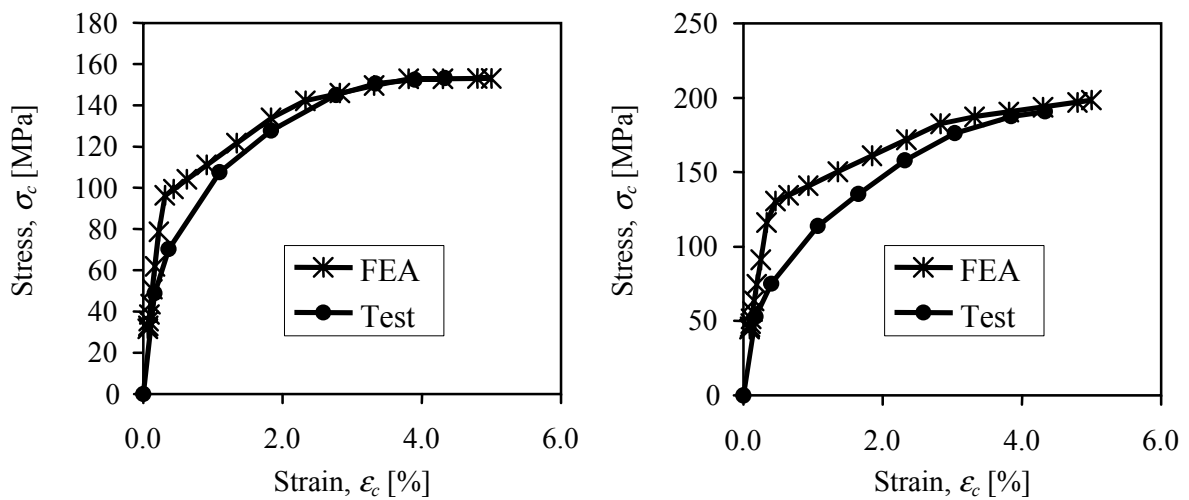 180
160
140
120
100
80
60
40
20
0
Stress, σc [MPa]
FEA
Test
0.0 2.0 4.0 6.0
Strain, εc [%]
250
200
150
100
50
0
Stress, σc [MPa]
FEA
Test
0.0 2.0 4.0 6.0
Strain, εc [%]